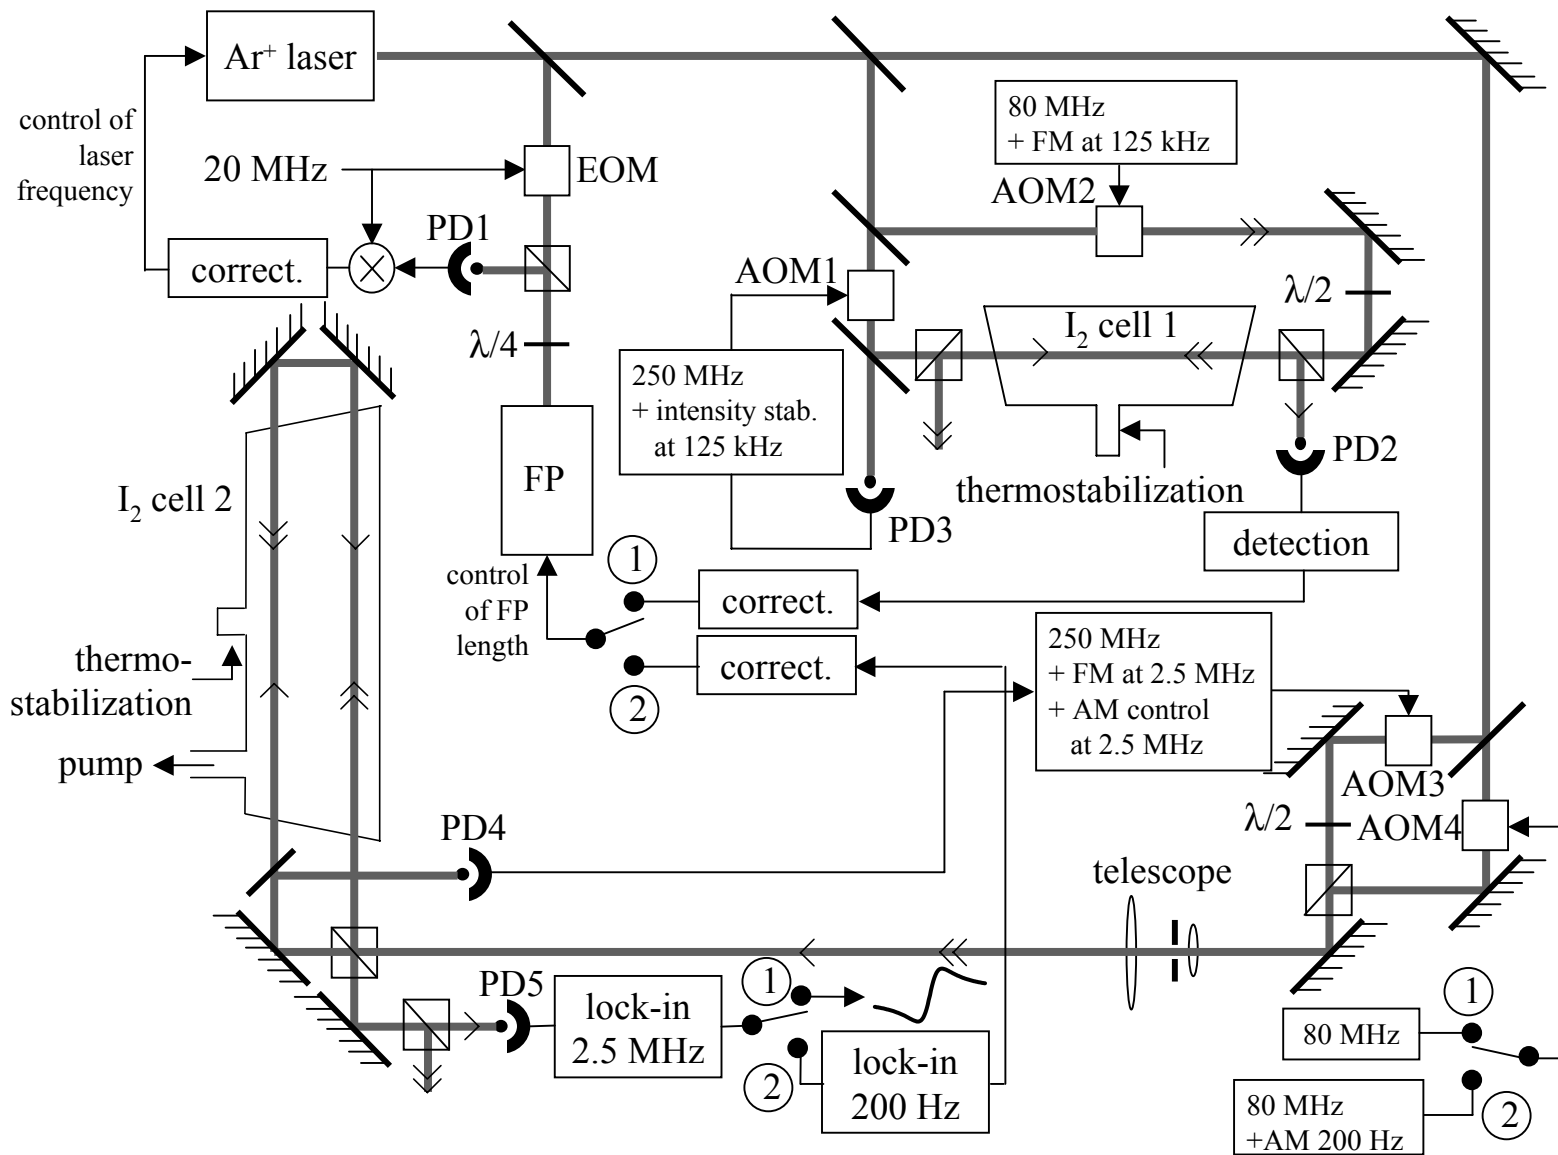 Ar⁺ laser
control of
laser
frequency
20 MHz
EOM
80 MHz
+ FM at 125 kHz
AOM2
PD1
correct.
AOM1
λ/2
λ/4
I₂ cell 1
250 MHz
+ intensity stab.
at 125 kHz
FP
PD2
thermostabilization
PD3
detection
I₂ cell 2
control
of FP
length
1
correct.
2
correct.
250 MHz
+ FM at 2.5 MHz
+ AM control
at 2.5 MHz
thermo-
stabilization
pump
AOM3
λ/2
AOM4
PD4
telescope
PD5
lock-in
2.5 MHz
1
2
lock-in
200 Hz
80 MHz
1
80 MHz
+AM 200 Hz
2